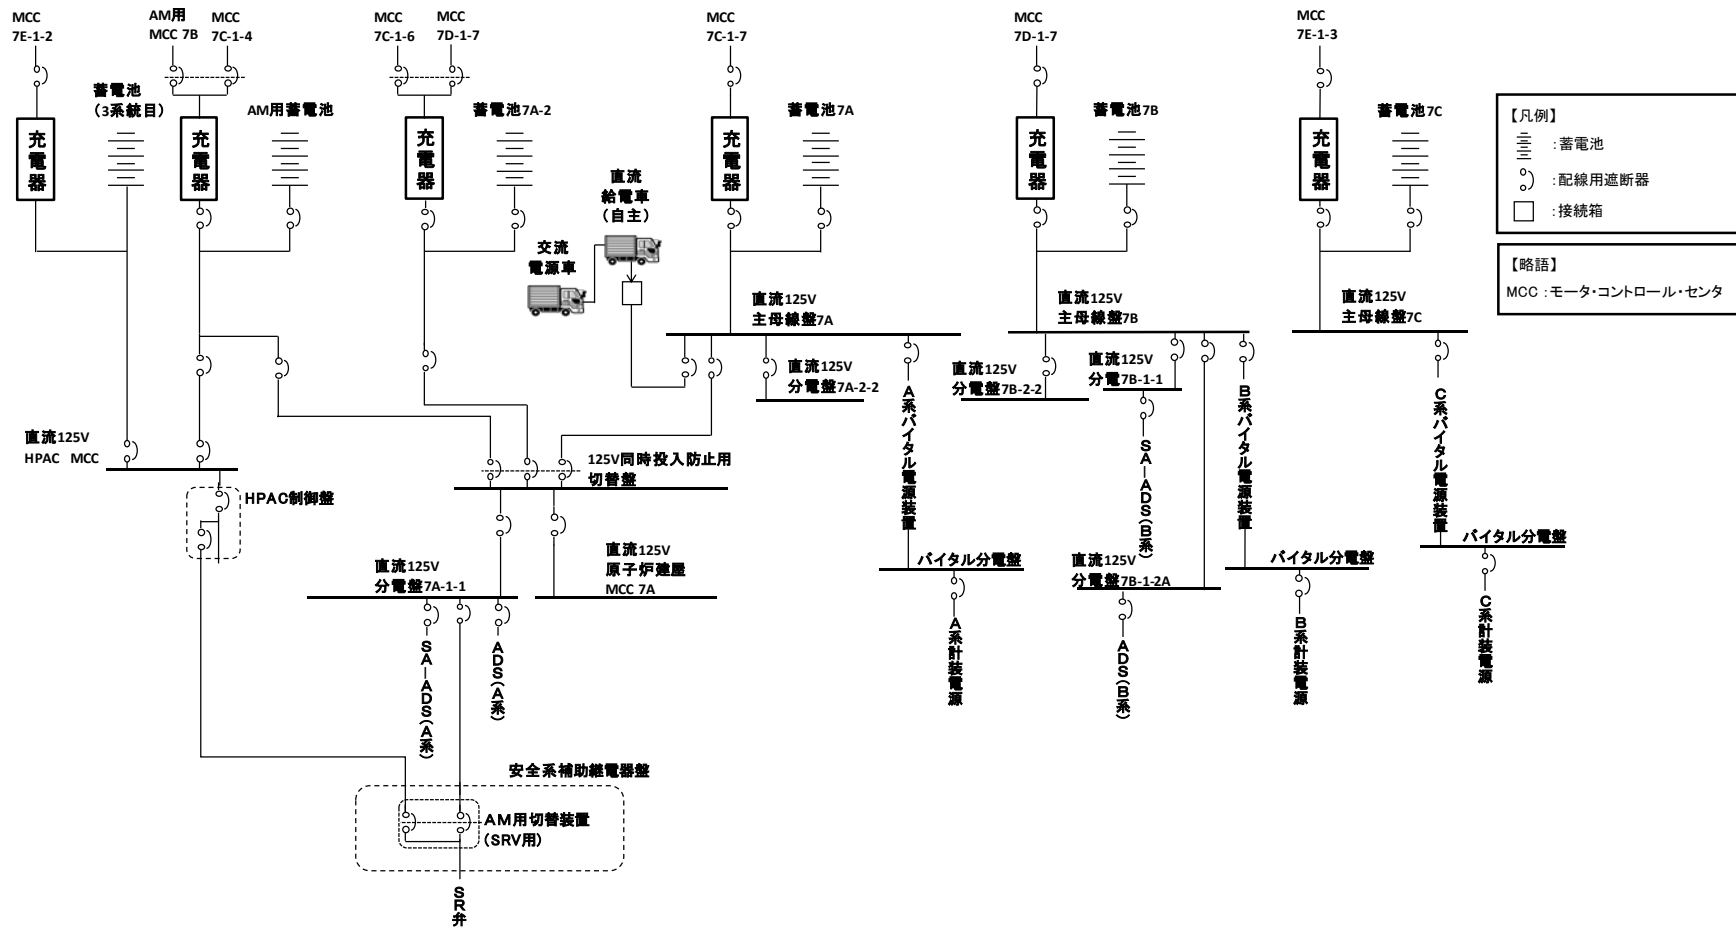 MCC
7E-1-2
AM用
MCC 7B
MCC
7C-1-4
MCC
7C-1-6
MCC
7D-1-7
MCC
7C-1-7
MCC
7D-1-7
MCC
7E-1-3
充電器
蓄電池
(3系統目)
充電器
AM用蓄電池
充電器
蓄電池7A-2
充電器
蓄電池7A
充電器
蓄電池7B
充電器
蓄電池7C
【凡例】
:蓄電池
:配線用遮断器
:接続箱
【略語】
MCC :モータ・コントロール・センタ
直流
給電車
(自主)
交流
電源車
直流125V
主母線盤7A
直流125V
主母線盤7B
直流125V
主母線盤7C
直流125V
分電盤7A-2-2
直流125V
分電盤7B-2-2
直流125V
分電7B-1-1
A系バイタル電源装置
SA-ADS(B系)
B系バイタル電源装置
C系バイタル電源装置
直流125V
HPAC MCC
HPAC制御盤
125V同時投入防止用
切替盤
直流125V
分電盤7A-1-1
直流125V
原子炉建屋
MCC 7A
バイタル分電盤
直流125V
分電盤7B-1-2A
バイタル分電盤
バイタル分電盤
SA-ADS(A系)
ADS(A系)
A系計装電源
ADS(B系)
B系計装電源
C系計装電源
安全系補助継電器盤
AM用切替装置
(SRV用)
SR弁